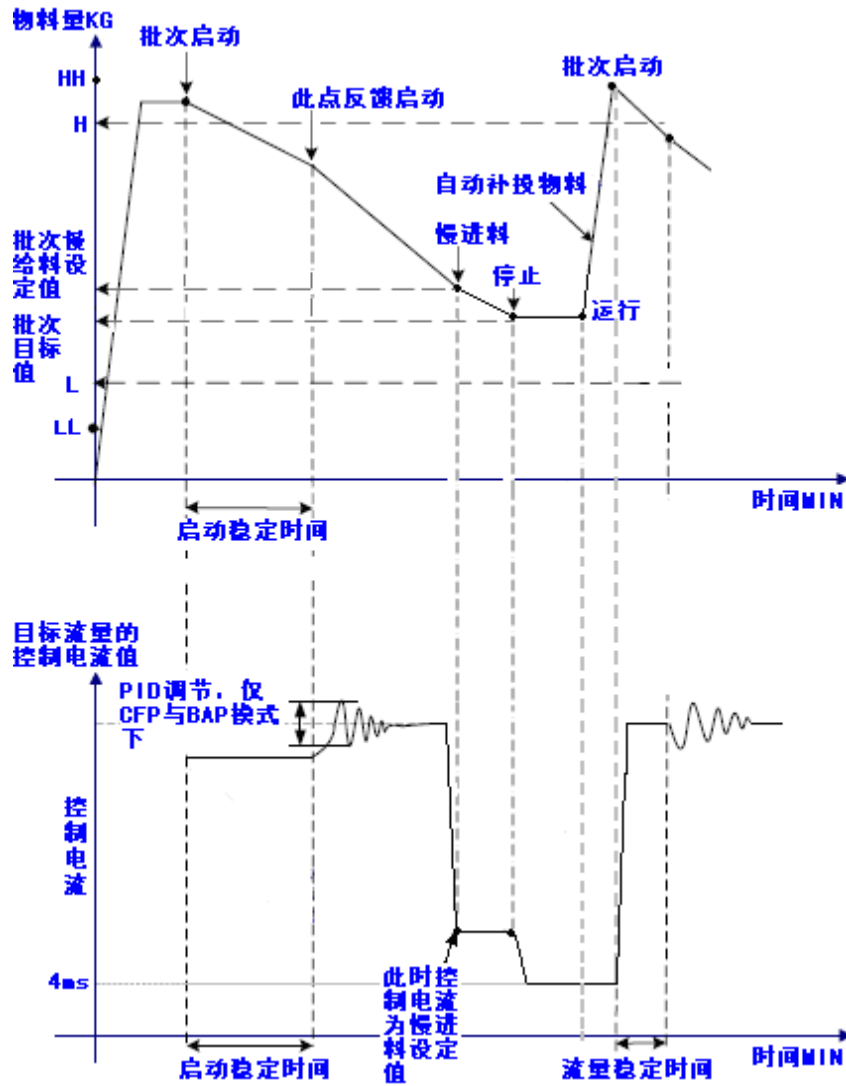 物料量KG
批次启动
HH
批次启动
此点反馈启动
H
自动补投物料
批次慢
给料设
定值
慢进料
停止
批次
目标
值
运行
L
LL
时间MIN
启动稳定时间
目标流量的
控制电流值
PID调节，仅
CFP与BAP模式
下
控
制
电
流
4ms
此时控
制电流
为慢进
料设定
值
启动稳定时间
流量稳定时间
时间MIN